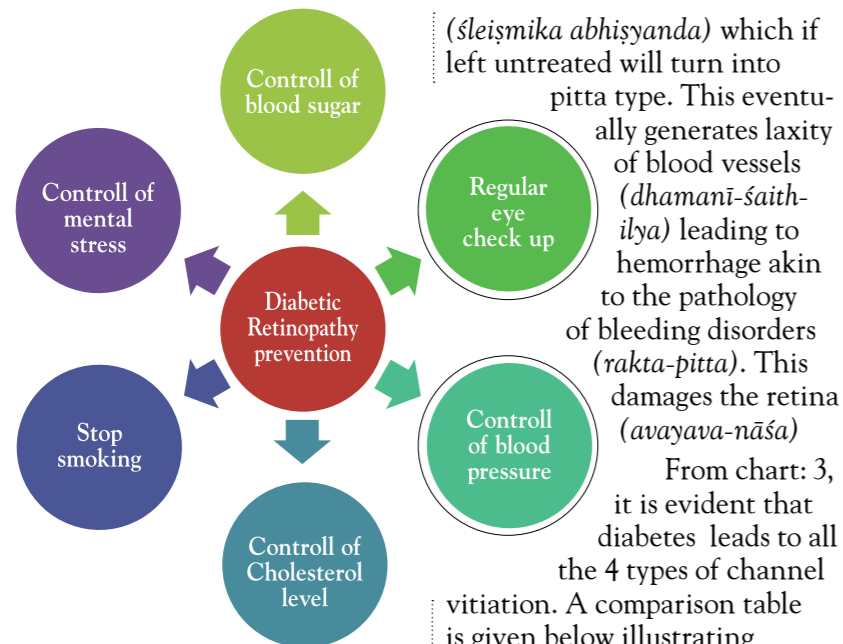 Controll of
blood sugar
Regular
eye
check up
Controll
of blood
pressure
Controll of
Cholesterol
level
Stop
smoking
Controll of
mental
stress
Diabetic
Retinopathy
prevention
(śleiṣmika abhiṣyanda) which if
left untreated will turn into
pitta type. This eventu-
ally generates laxity
of blood vessels
(dhamanī-śaith-
ilya) leading to
hemorrhage akin
to the pathology
of bleeding disorders
(rakta-pitta). This
damages the retina
(avayava-nāśa)
From chart: 3,
it is evident that
diabetes leads to all
the 4 types of channel
vitiation. A comparison table
is given below illustrating